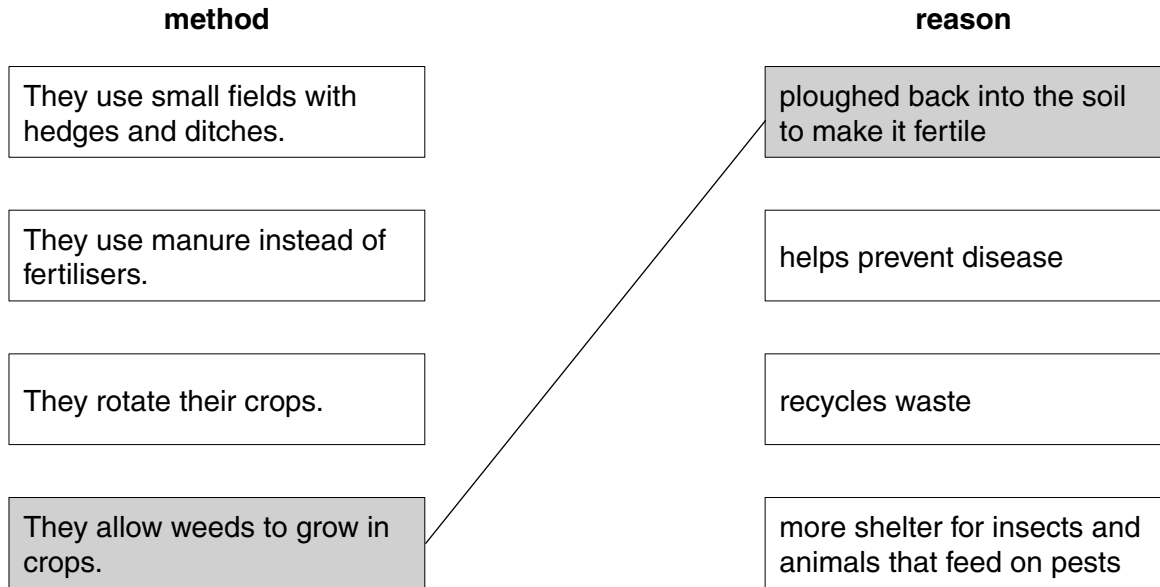 method
reason
They use small fields with
hedges and ditches.
ploughed back into the soil
to make it fertile
They use manure instead of
fertilisers.
helps prevent disease
They rotate their crops.
recycles waste
They allow weeds to grow in
crops.
more shelter for insects and
animals that feed on pests